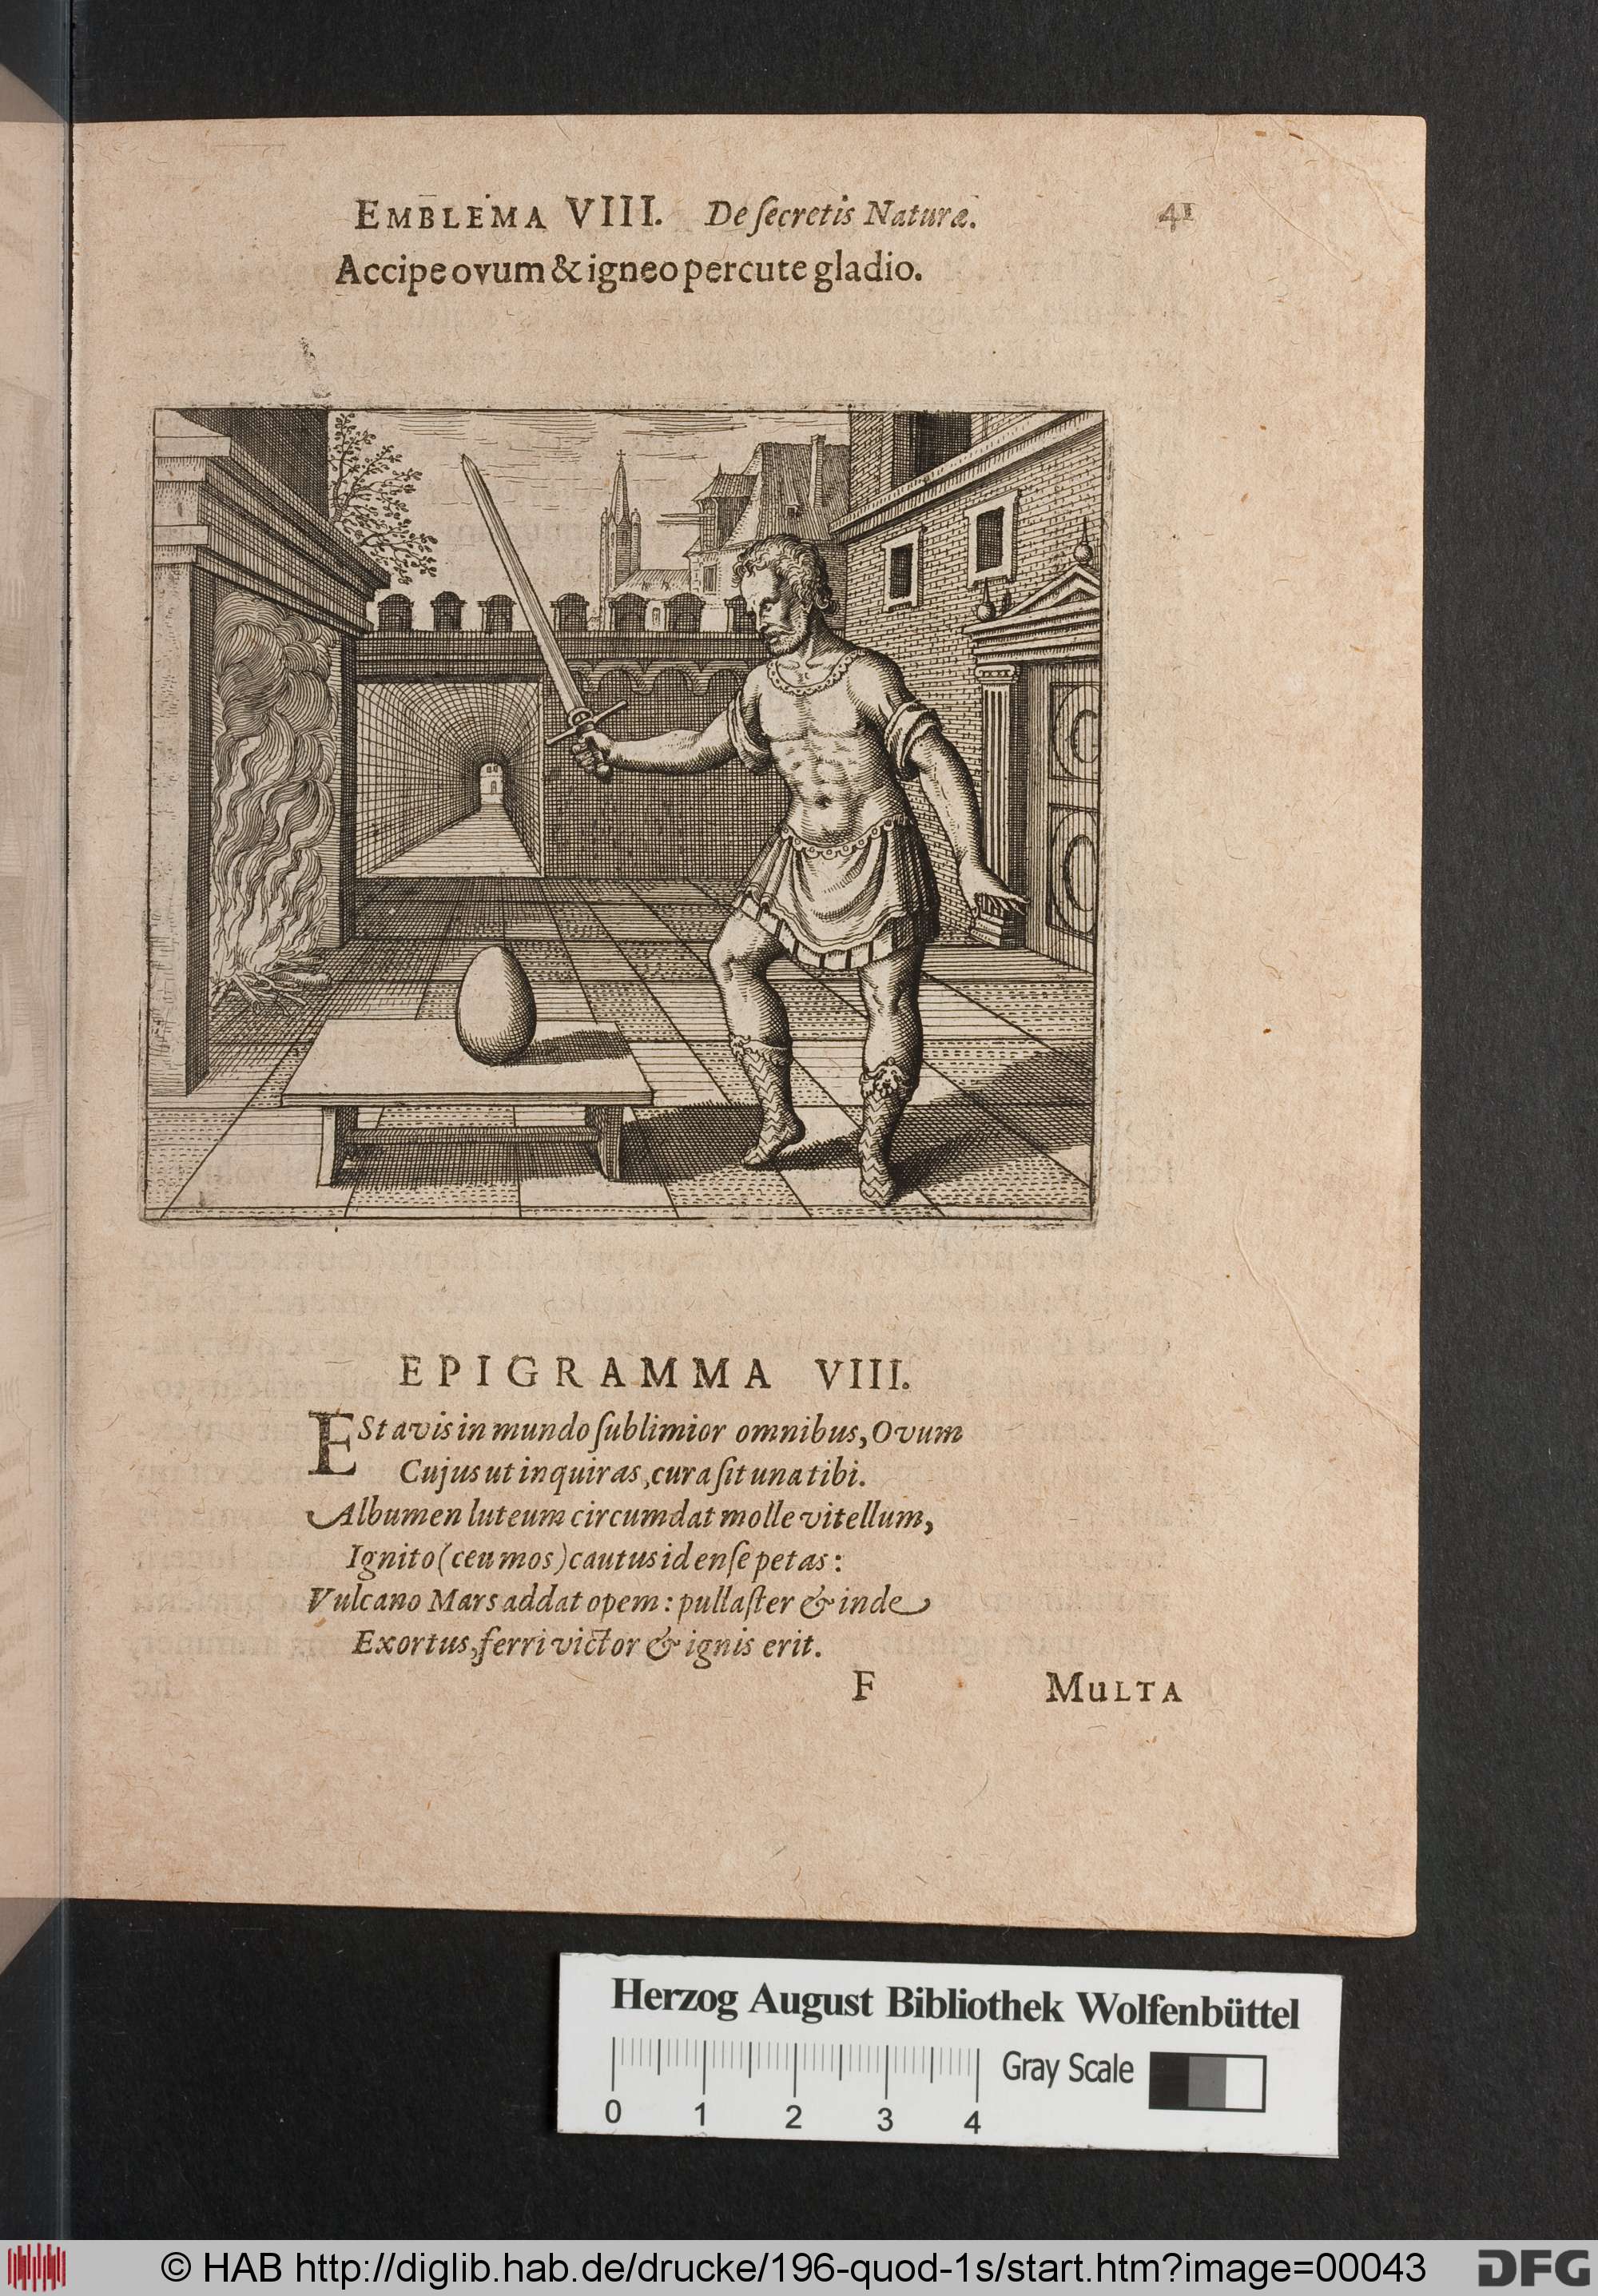 EMBLEMA VIII. De ſecretis Naturæ. 41
Accipe ovum & igneo percute gladio.
EPIGRAMMA VIII.
ESt avis in mundo ſublimior omnibus, Ovum
Cujus ut inquiras, cura ſit una tibi.
Albumen luteum circumdat molle vitellum,
Ignito (ceu mos) cautus id enſe petas:
Vulcano Mars addat opem: pullaſter & inde
Exortus, ferri victor & ignis erit.
F MULTA
Herzog August Bibliothek Wolfenbüttel
Gray Scale
0 1 2 3 4
© HAB http://diglib.hab.de/drucke/196-quod-1s/start.htm?image=00043 DFG